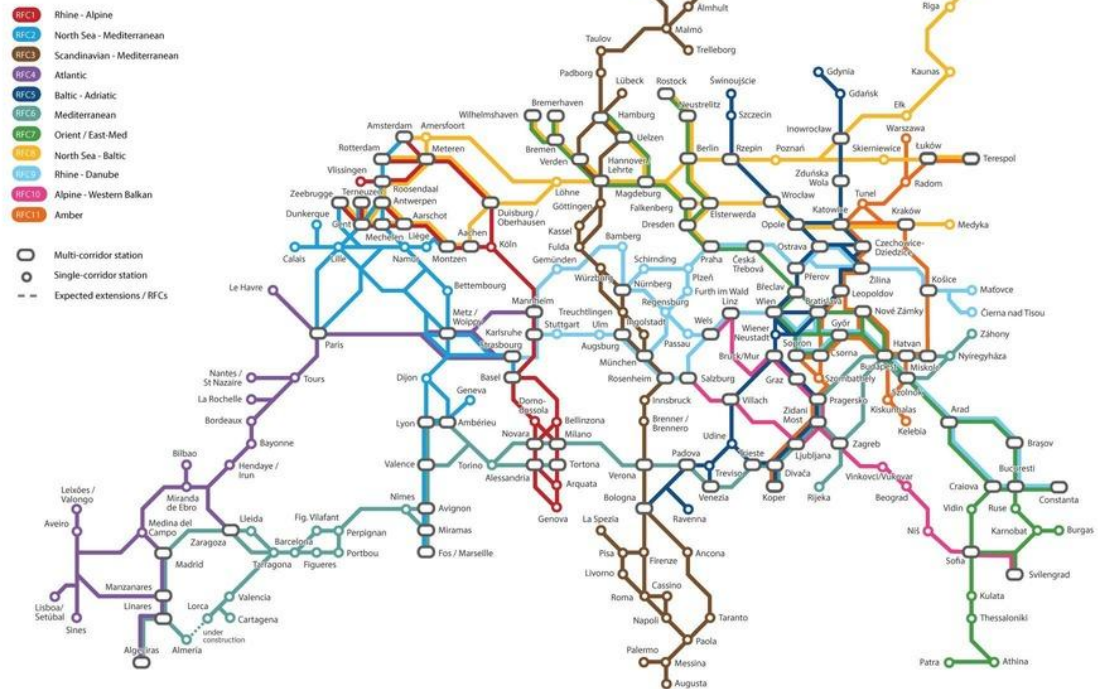 RFC1 Rhine - Alpine
RFC2 North Sea - Mediterranean
RFC3 Scandinavian - Mediterranean
RFC4 Atlantic
RFC5 Baltic - Adriatic
RFC6 Mediterranean
RFC7 Orient / East-Med
North Sea - Baltic
Rhine - Danube
RFC10 Alpine - Western Balkan
RFC11 Amber
Multi-corridor station
Single-corridor station
Expected extensions / RFCs
Älmhult
Malmö
Trelleborg
Taulov
Padborg
Lübeck
Rostock
Świnoujście
Gdynia
Gdańsk
Riga
Kaunas
Ełk
Warszawa
Bremerhaven
Wilhelmshaven
Hamburg
Neustrelitz
Szczecin
Inowrocław
Amsterdam
Amersfoort
Bremen
Uelzen
Rotterdam
Meteren
Verden
Hannover/
Lehrte
Berlin
Rzepin
Poznań
Skierniewice
Łuków
Terespol
Vlissingen
Roosendaal
Löhne
Magdeburg
Zduńska
Wola
Radom
Zeebrugge
Terneuzen
Antwerpen
Göttingen
Falkenberg
Elsterwerda
Wrocław
Tunel
Dunkerque
Gent
Aarschot
Duisburg /
Oberhausen
Dresden
Opole
Katowice
Kraków
Medyka
Mechelen
Liège
Aachen
Köln
Kassel
Calais
Lille
Namur
Montzen
Fulda
Bamberg
Praha
Česká
Třebová
Ostrava
Czechowice-
Dziedzice
Gemünden
Schirnding
Plzeň
Přerov
Žilina
Le Havre
Bettembourg
Würzburg
Nürnberg
Furth im Wald
Břeclav
Leopoldov
Košice
Maťovce
Mannheim
Regensburg
Linz
Wien
Bratislava
Metz /
Woippy
Treuchtlingen
Ingolstadt
Wels
Nové Zámky
Čierna nad Tisou
Paris
Karlsruhe
Stuttgart
Ulm
Augsburg
Passau
Wiener
Neustadt
Sopron
Győr
Csorna
Hatvan
Záhony
Strasbourg
München
Bruck/Mur
Budapest
Miskolc
Nyíregyháza
Nantes /
St Nazaire
Tours
Dijon
Geneva
Basel
Rosenheim
Salzburg
Graz
Szombathely
Szolnok
La Rochelle
Domo-
dossola
Innsbruck
Villach
Pragersko
Kiskunhalas
Arad
Bordeaux
Lyon
Ambérieu
Bellinzona
Brenner /
Brennero
Zidani
Most
Kelebia
Bayonne
Novara
Milano
Udine
Zagreb
Brașov
Bilbao
Hendaye /
Irun
Valence
Torino
Alessandria
Tortona
Verona
Padova
Treviso
Trieste
Ljubljana
Divača
Vinkovci/Vukovar
București
Leixões /
Valongo
Miranda
de Ebro
Nîmes
Avignon
Arquata
Bologna
Venezia
Koper
Rijeka
Beograd
Craiova
Constanta
Aveiro
Medina del
Campo
Lleida
Fig. Vilafant
Perpignan
Genova
La Spezia
Ravenna
Vidin
Ruse
Zaragoza
Barcelona
Miramas
Niš
Karnobat
Burgas
Madrid
Tarragona
Figueres
Portbou
Fos / Marseille
Pisa
Firenze
Ancona
Sofia
Svilengrad
Manzanares
Livorno
Cassino
Lisboa/
Setúbal
Linares
Lorca
Valencia
Roma
Kulata
Sines
Cartagena
Napoli
Taranto
Thessaloniki
under
construction
Algeciras
Almería
Paola
Palermo
Messina
Patra
Athina
Augusta